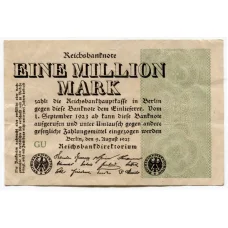 Reichsbanknote
EINE MILLION
MARK
zahlt die Reichsbankhauptkasse in Berlin
gegen diese Banknote dem Einlieferer. Vom
1. September 1923 ab kann diese Banknote
aufgerufen und unter Umtausch gegen andere
gesetzliche Zahlungsmittel eingezogen werden
Berlin, den 9. August 1923
Reichsbankdirektorium
GU